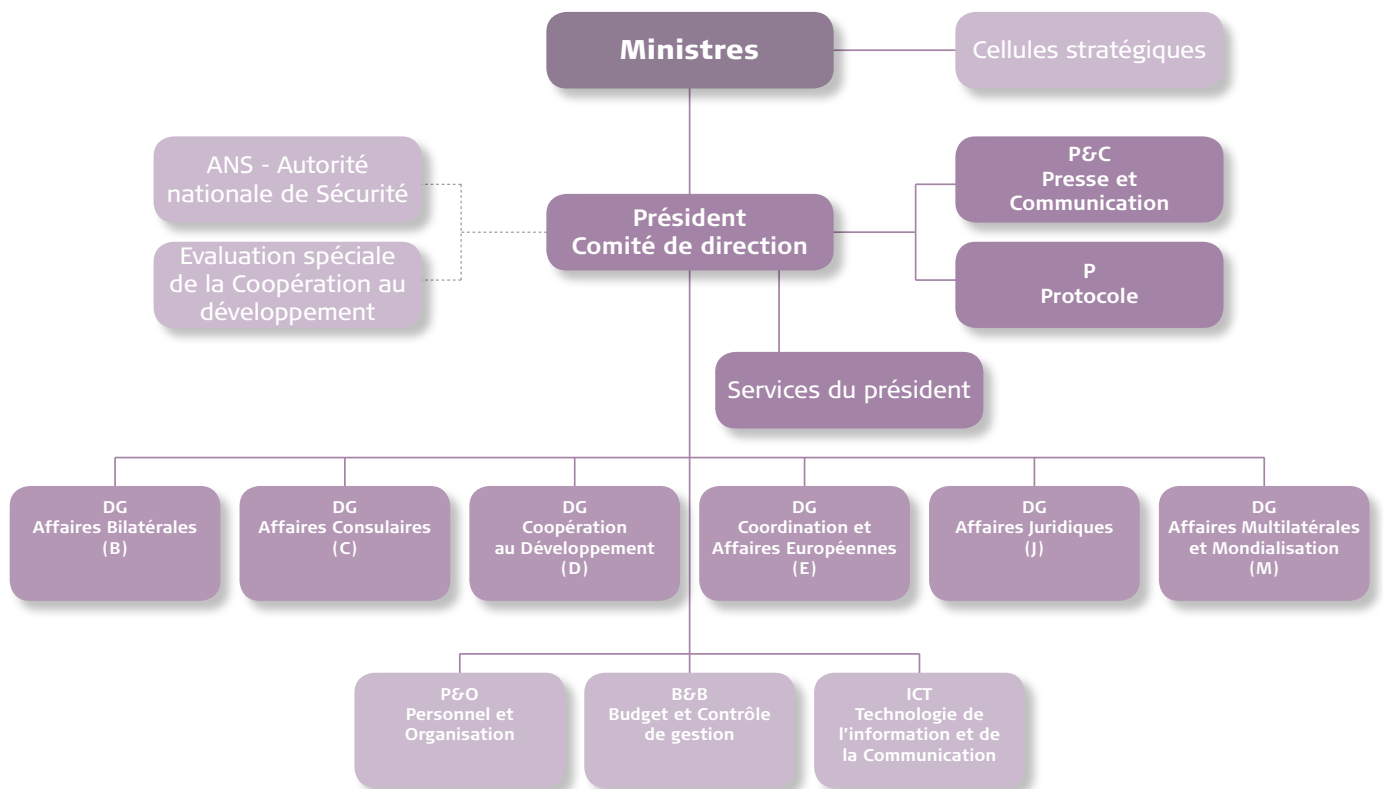 Ministres
Cellules stratégiques
ANS - Autorité
nationale de Sécurité
P&C
Presse et
Communication
Président
Comité de direction
Evaluation spéciale
de la Coopération au
développement
P
Protocole
Services du président
DG
Affaires Bilatérales
(B)
DG
Affaires Consulaires
(C)
DG
Coopération
au Développement
(D)
DG
Coordination et
Affaires Européennes
(E)
DG
Affaires Juridiques
(J)
DG
Affaires Multilatérales
et Mondialisation
(M)
P&O
Personnel et
Organisation
B&B
Budget et Contrôle
de gestion
ICT
Technologie de
l'information et de
la Communication